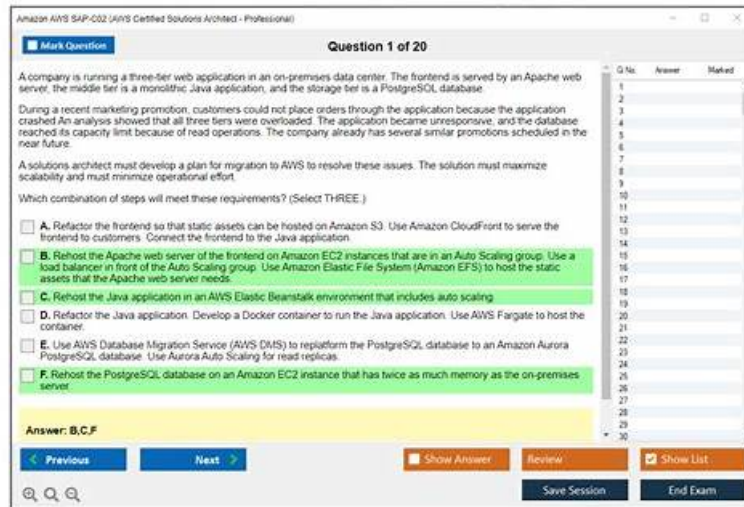 Amazon AWS SAP-C02 (AWS Certified Solutions Architect - Professional)
Mark Question
Question 1 of 20
A company is running a three-tier web application in an on-premises data center. The frontend is served by an Apache web
server, the middle tier is a monolithic Java application, and the storage tier is a PostgreSQL database.
During a recent marketing promotion, customers could not place orders through the application because the application
crashed An analysis showed that all three tiers were overloaded. The application became unresponsive, and the database
reached its capacity limit because of read operations. The company already has several similar promotions scheduled in the
near future.
A solutions architect must develop a plan for migration to AWS to resolve these issues. The solution must maximize
scalability and must minimize operational effort.
Which combination of steps will meet these requirements? (Select THREE.)
A. Refactor the frontend so that static assets can be hosted on Amazon S3. Use Amazon CloudFront to serve the
frontend to customers. Connect the frontend to the Java application.
B. Rehost the Apache web server of the frontend on Amazon EC2 instances that are in an Auto Scaling group. Use a
load balancer in front of the Auto Scaling group. Use Amazon Elastic File System (Amazon EFS) to host the static
assets that the Apache web server needs.
C. Rehost the Java application in an AWS Elastic Beanstalk environment that includes auto scaling
D. Refactor the Java application. Develop a Docker container to run the Java application. Use AWS Fargate to host the
container.
E. Use AWS Database Migration Service (AWS DMS) to replatform the PostgreSQL database to an Amazon Aurora
PostgreSQL database. Use Aurora Auto Scaling for read replicas.
F. Rehost the PostgreSQL database on an Amazon EC2 instance that has twice as much memory as the on-premises
server.
Answer: B,C,F
Q No. Answer Marked
1
2
3
4
5
6
7
8
9
10
11
12
13
14
15
16
17
18
19
20
21
22
23
24
25
26
27
28
29
30
Previous
Next
Show Answer
Review
Show List
Save Session
End Exam